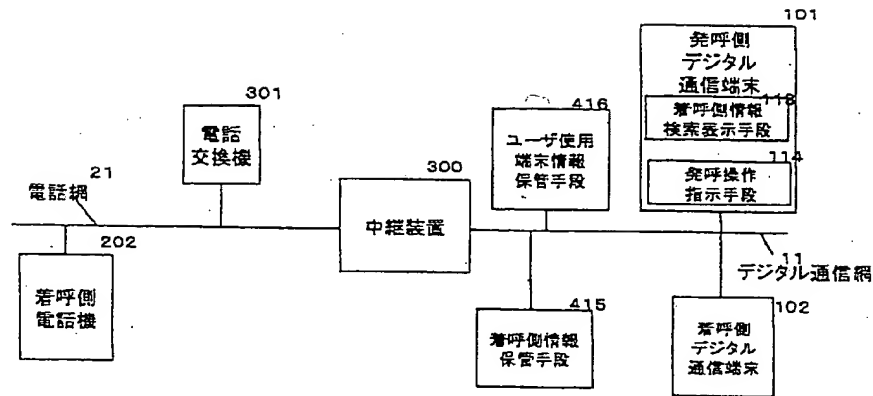 101
発呼側
デジタル
通信端末
113
着呼側情報
検索表示手段
114
発呼操作
指示手段
416
ユーザ使用
端末情報
保管手段
301
電話
交換機
300
中継装置
21
電話網
202
着呼側
電話機
11
デジタル通信網
415
着呼側情報
保管手段
102
着呼側
デジタル
通信端末